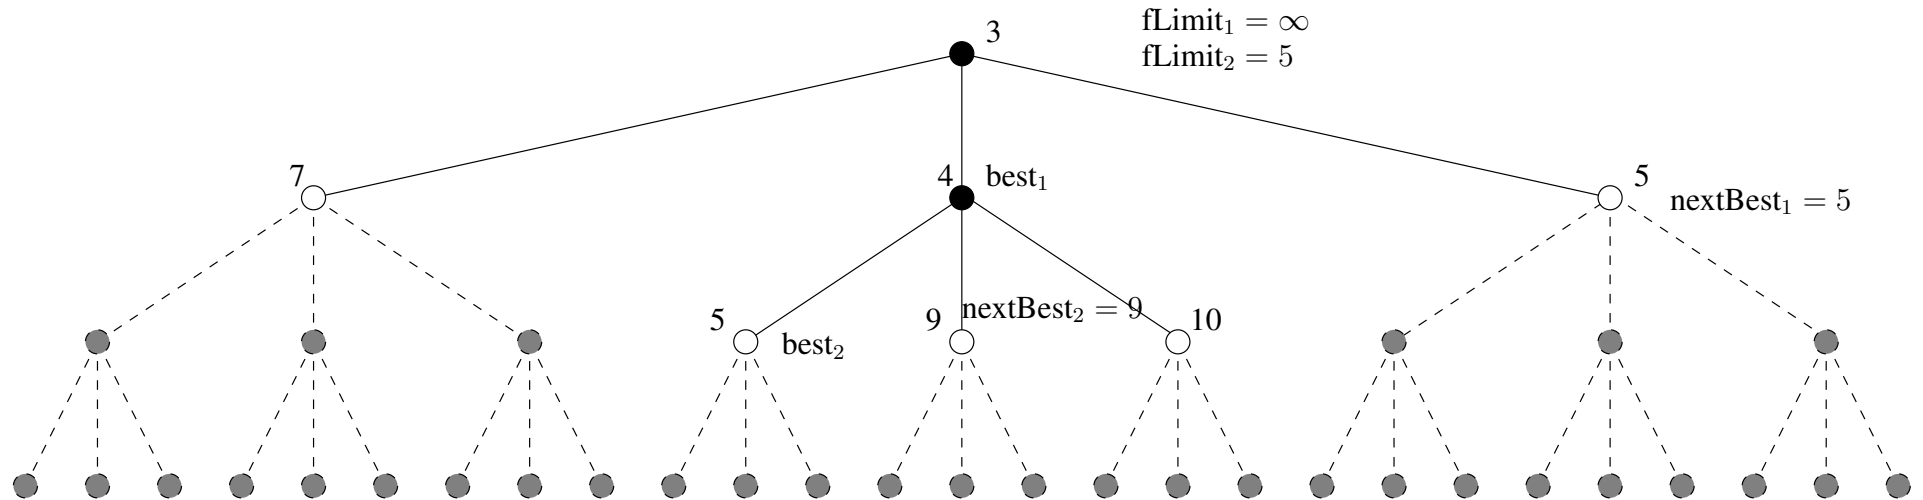 3
fLimit₁ = ∞
fLimit₂ = 5
7
4
best₁
5
nextBest₁ = 5
5
best₂
9
nextBest₂ = 9
10